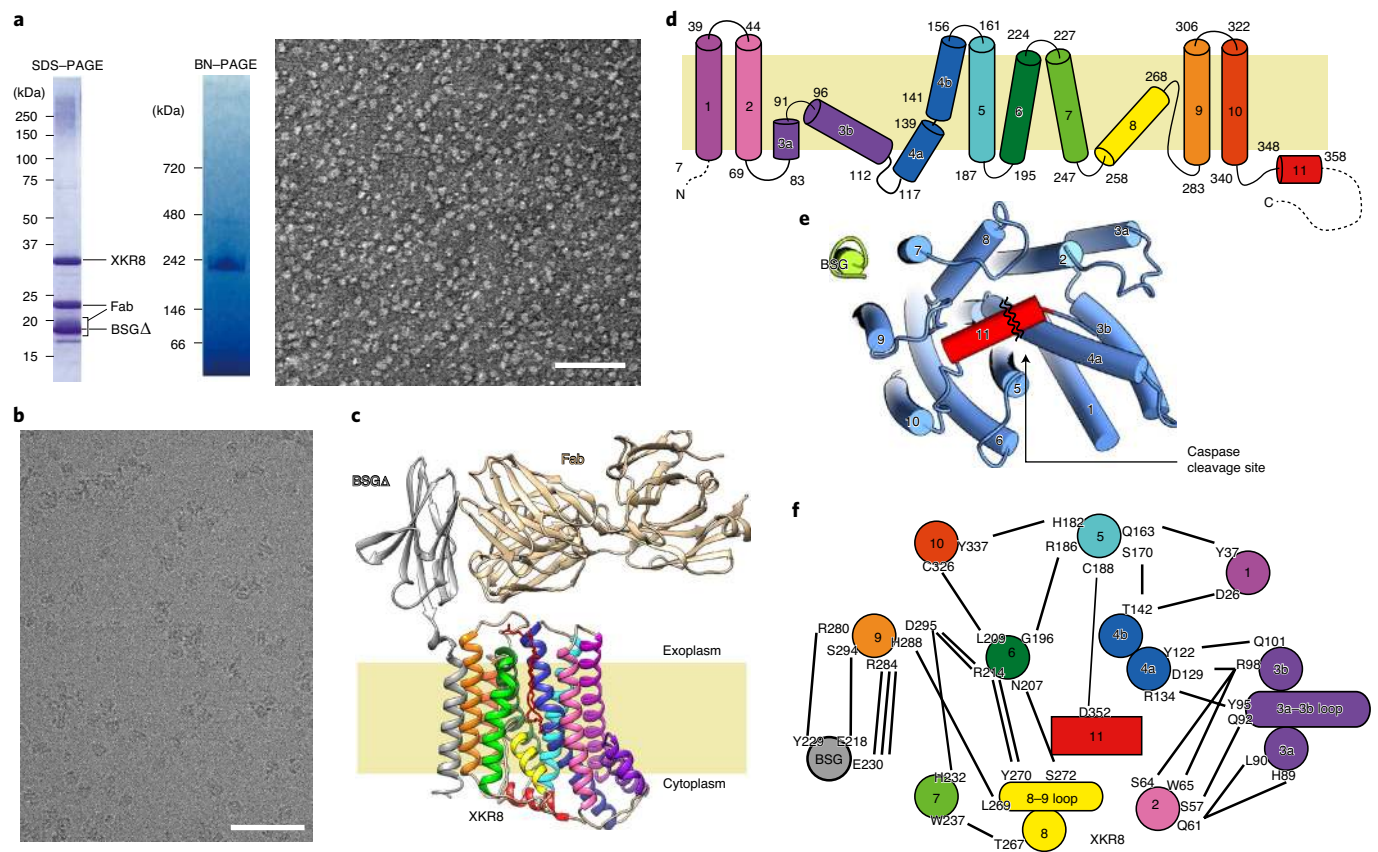 a
SDS–PAGE
(kDa)
250
150
100
75
50
37
25
20
15
XKR8
Fab
BSGΔ
BN–PAGE
(kDa)
720
480
242
146
66
b
c
BSGΔ
Fab
Exoplasm
Cytoplasm
XKR8
d
39 44 156 161 224 227 306 322
91 96 141 139 268
1 2 3a 3b 4a 4b 5 6 7 8 9 10 11
7 69 83 112 117 187 195 247 258 283 340 348 358
N
C
e
BSG
7 8 2 3a
9 11 3b 4a
10 6 5 1
Caspase
cleavage site
f
10 Y337 H182 5 Q163
C326 R186 S170 Y37
C188 1
D26
R280 9 D295 L209 G196 T142
S294 H288 6 4b Y122 Q101
R284 R214 4a D129 R98 3b
N207 R134
D352 Y95 3a–3b loop
Q92
Y229 E218 11
BSG E230 L90 3a
H232 Y270 S272 S64 W65 H89
7 L269 8–9 loop 2 S57
W237 Q61
T267 8 XKR8